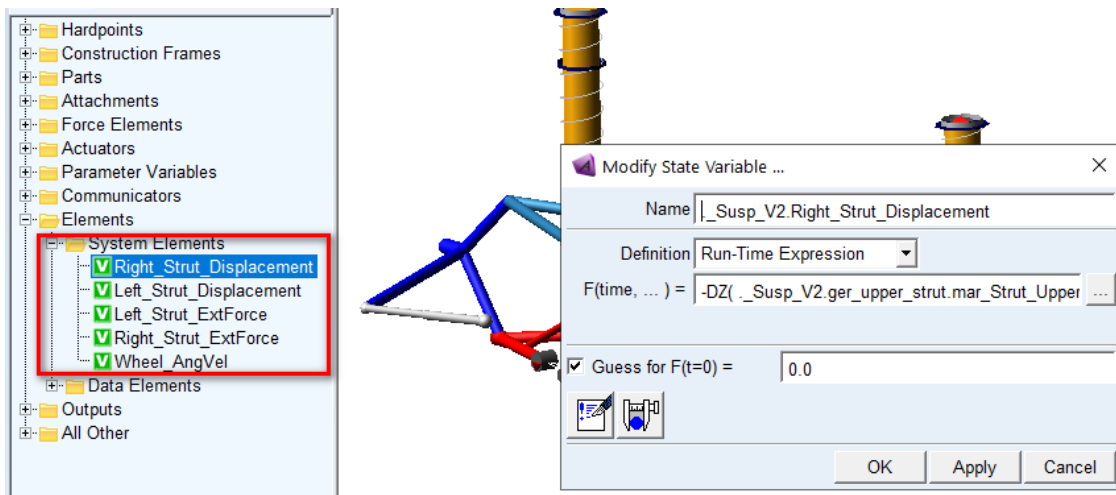 Hardpoints
Construction Frames
Parts
Attachments
Force Elements
Actuators
Parameter Variables
Communicators
Elements
System Elements
Right_Strut_Displacement
Left_Strut_Displacement
Left_Strut_ExtForce
Right_Strut_ExtForce
Wheel_AngVel
Data Elements
Outputs
All Other
Modify State Variable ...
Name ._Susp_V2.Right_Strut_Displacement
Definition Run-Time Expression
F(time, ... ) = -DZ( ._Susp_V2.ger_upper_strut.mar_Strut_Upper ...
Guess for F(t=0) = 0.0
OK Apply Cancel